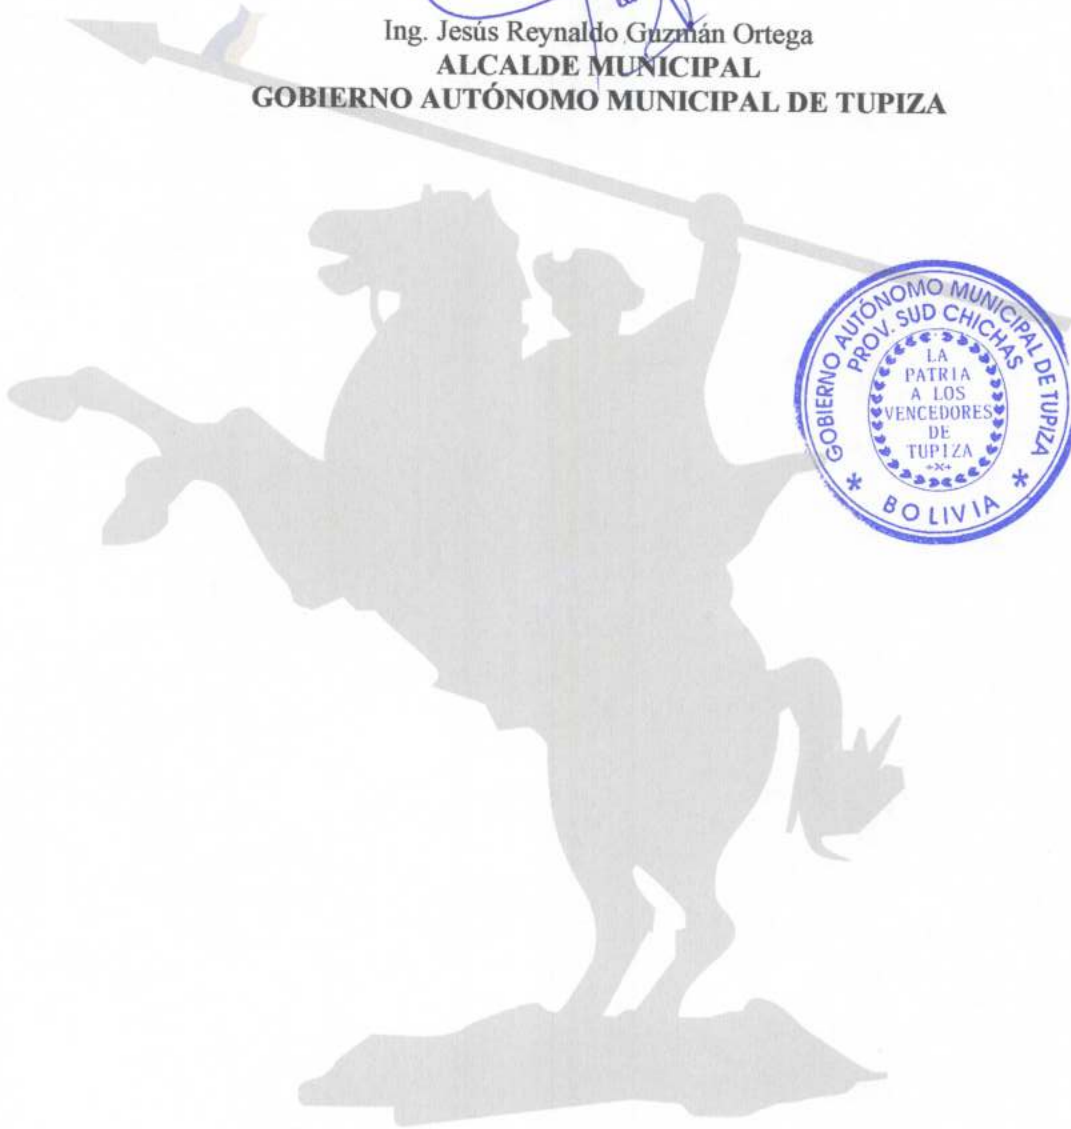 Ing. Jesús Reynaldo Guzmán Ortega
ALCALDE MUNICIPAL
GOBIERNO AUTÓNOMO MUNICIPAL DE TUPIZA
GOBIERNO AUTÓNOMO MUNICIPAL DE TUPIZA
PROV. SUD CHICHAS
LA
PATRIA
A LOS
VENCEDORES
DE
TUPIZA
* BOLIVIA *